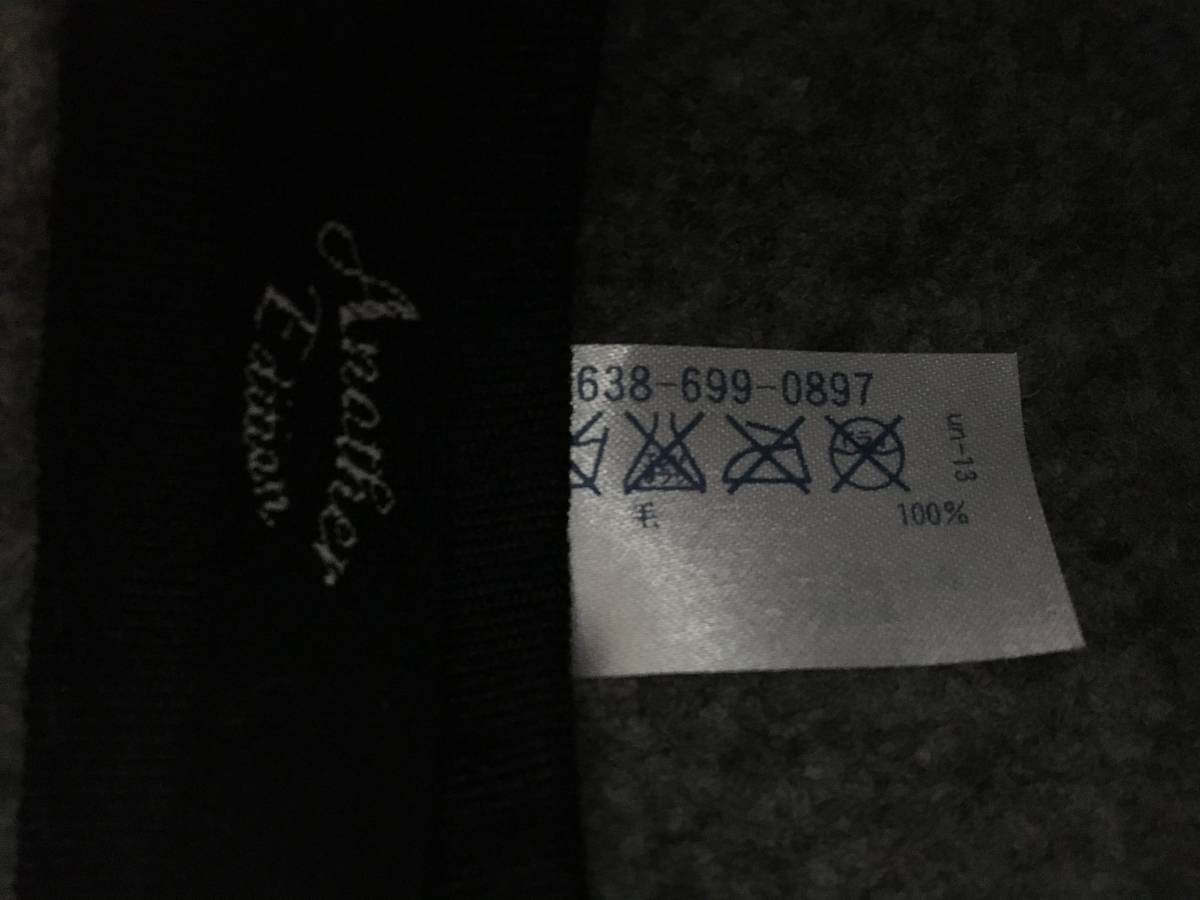 Another
Edition
638-699-0897
un-13
毛 100%